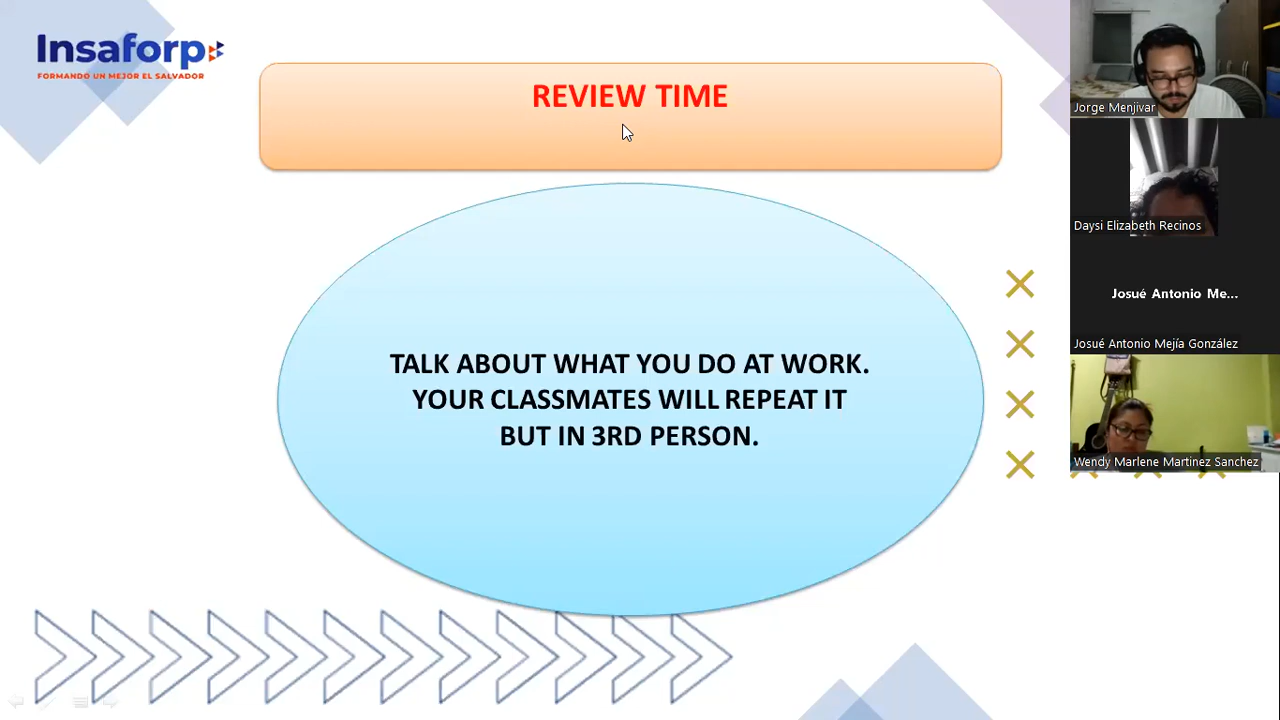 Insaforp
FORMANDO UN MEJOR EL SALVADOR
REVIEW TIME
TALK ABOUT WHAT YOU DO AT WORK.
YOUR CLASSMATES WILL REPEAT IT
BUT IN 3RD PERSON.
Jorge Menjivar
Daysi Elizabeth Recinos
Josué Antonio Me...
Josué Antonio Mejía González
Wendy Marlene Martinez Sanchez